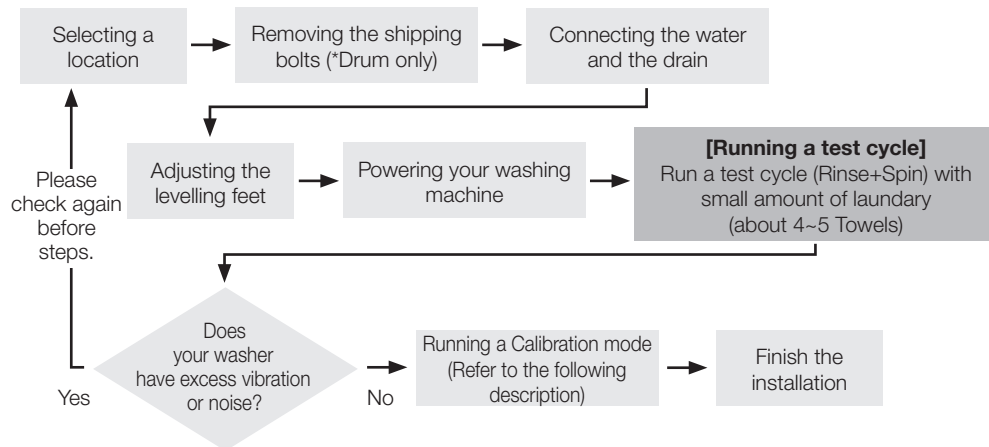 Selecting a
location
Removing the shipping
bolts (*Drum only)
Connecting the water
and the drain
Adjusting the
levelling feet
Powering your washing
machine
[Running a test cycle]
Run a test cycle (Rinse+Spin) with
small amount of laundary
(about 4~5 Towels)
Please
check again
before
steps.
Does
your washer
have excess vibration
or noise?
Yes
No
Running a Calibration mode
(Refer to the following
description)
Finish the
installation